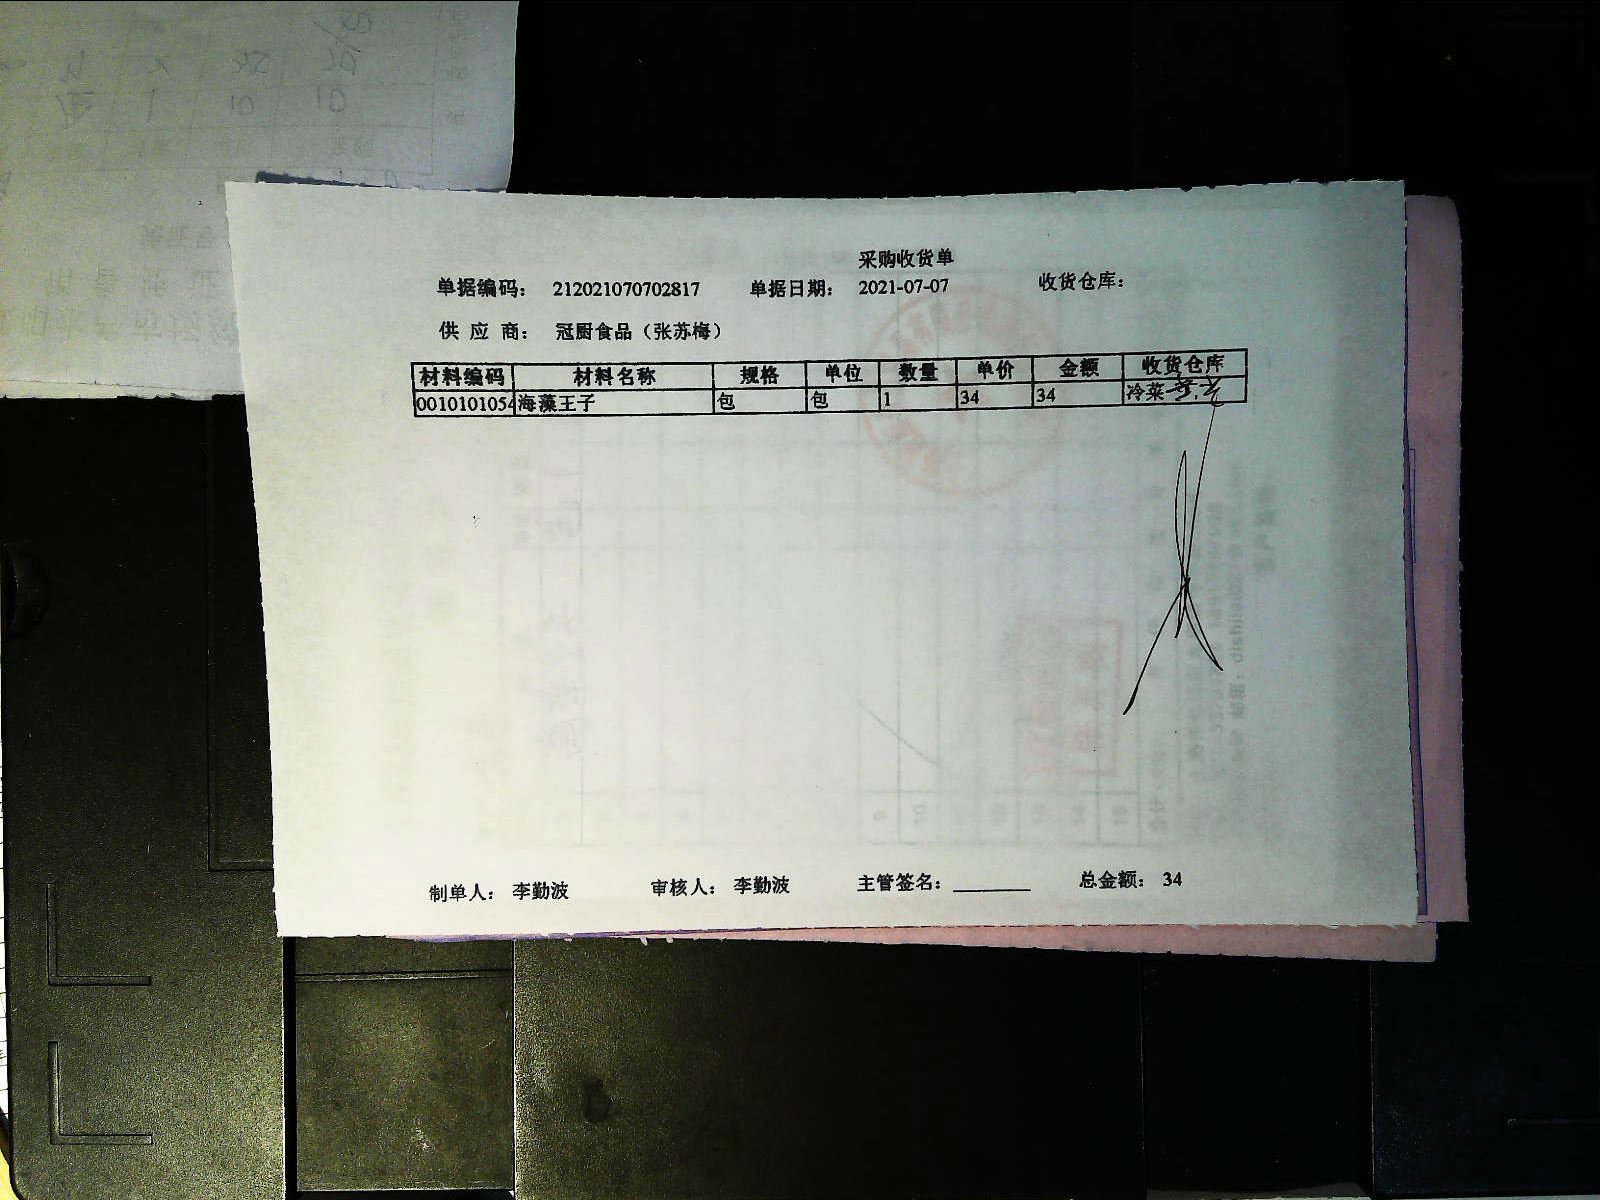 采购收货单
单据编码： 212021070702817 单据日期： 2021-07-07 收货仓库：
供 应 商： 冠厨食品（张苏梅）
材料编码 材料名称 规格 单位 数量 单价 金额 收货仓库
0010101054 海藻王子 包 包 1 34 34 冷菜
制单人： 李勤波 审核人： 李勤波 主管签名： 总金额： 34